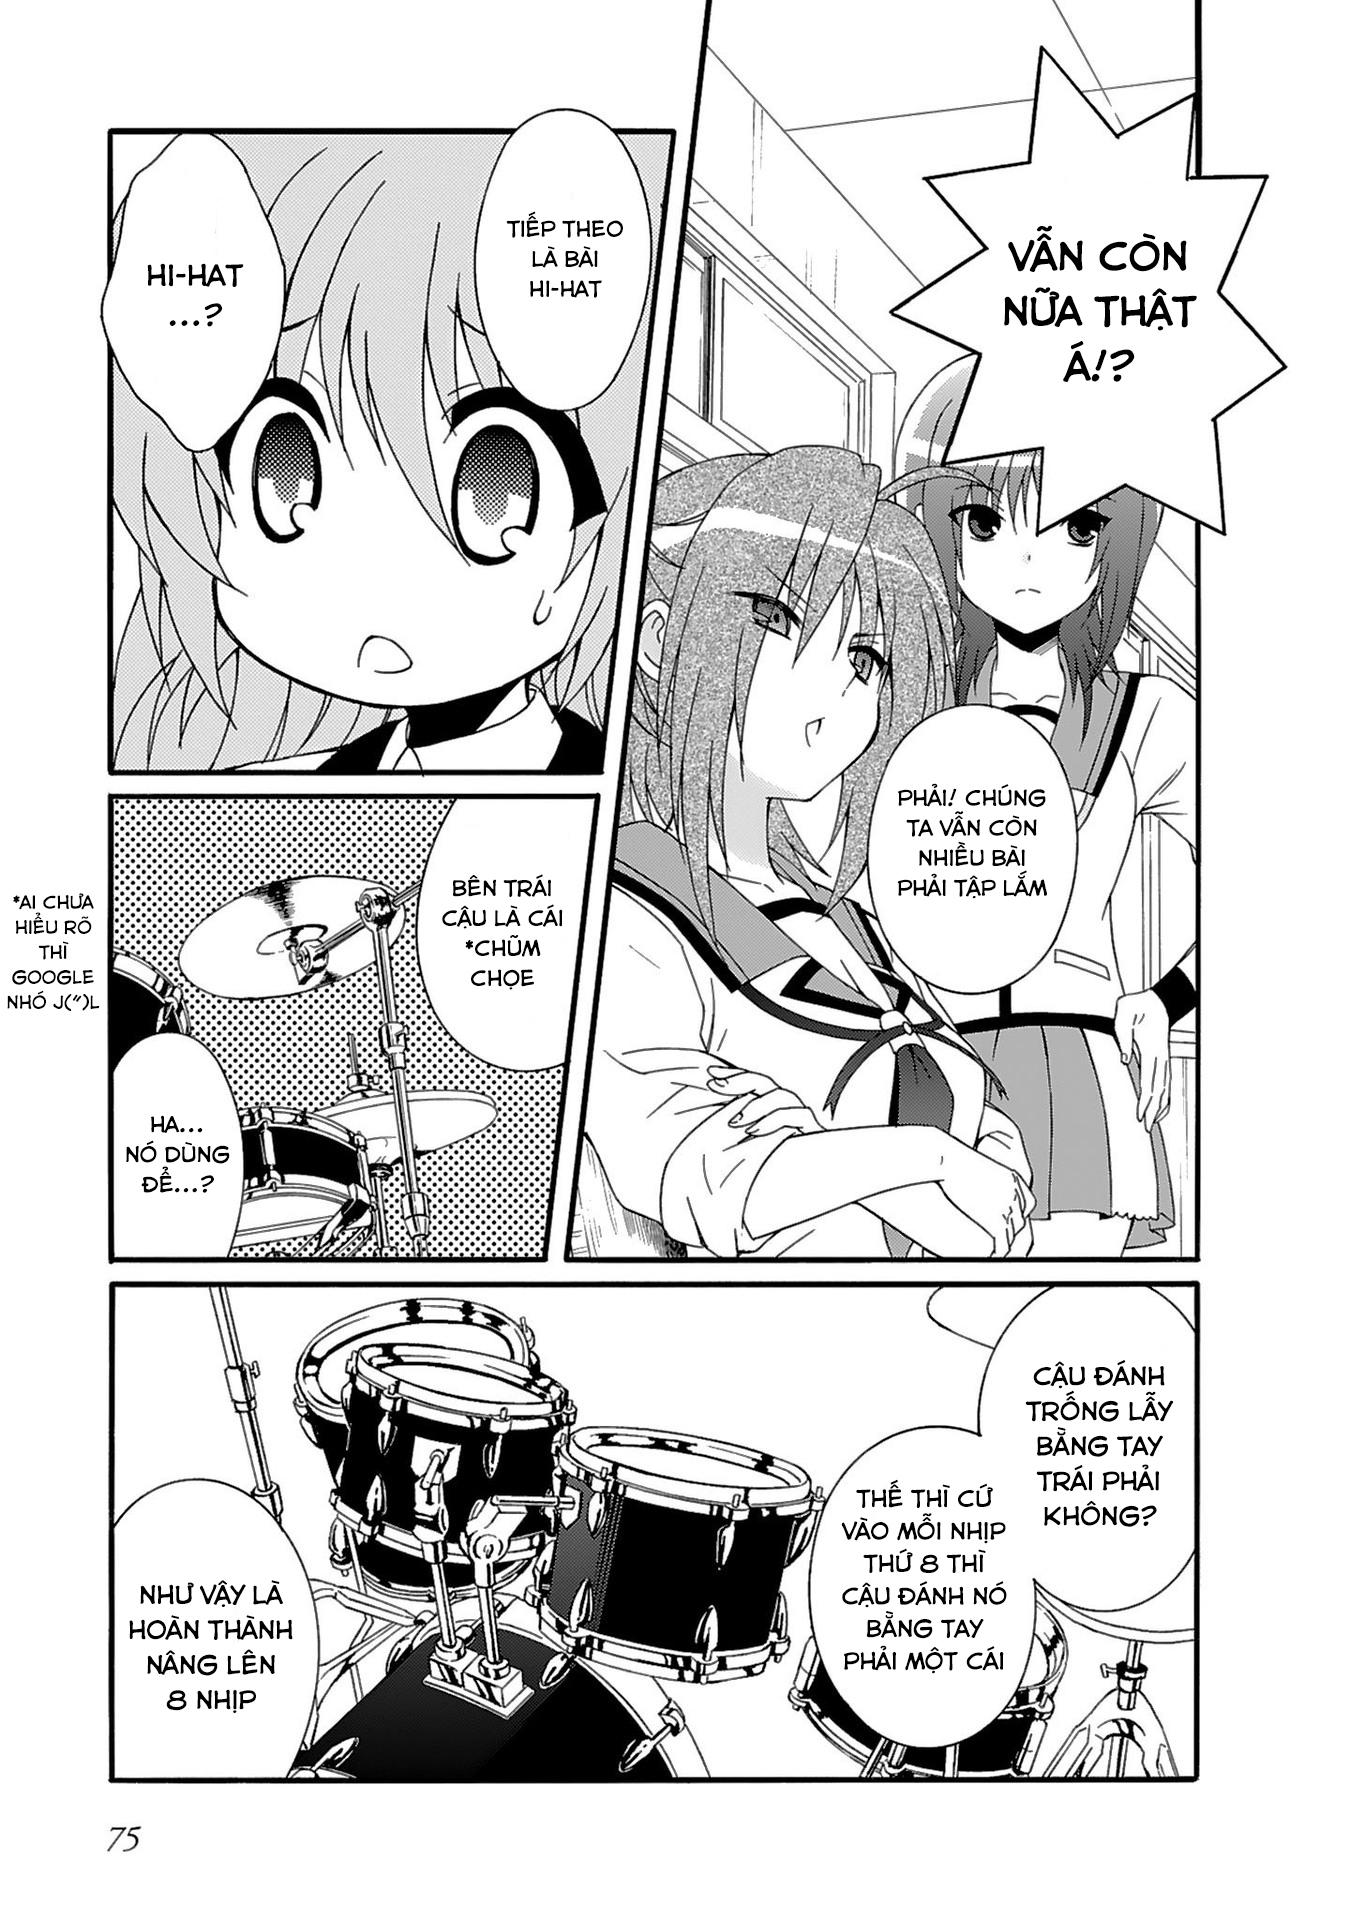 VẪN CÒN
NỮA THẬT
Á!?
PHẢI! CHÚNG
TA VẪN CÒN
NHIỀU BÀI
PHẢI TẬP LẮM
TIẾP THEO
LÀ BÀI
HI-HAT
HI-HAT
...?
BÊN TRÁI
CẬU LÀ CÁI
*CHŨM
CHỌE
HA...
NÓ DÙNG
ĐỂ...?
*AI CHƯA
HIỂU RÕ
THÌ
GOOGLE
NHÓ J(")L
CẬU ĐÁNH
TRỐNG LẪY
BẰNG TAY
TRÁI PHẢI
KHÔNG?
THẾ THÌ CỨ
VÀO MỖI NHỊP
THỨ 8 THÌ
CẬU ĐÁNH NÓ
BẰNG TAY
PHẢI MỘT CÁI
NHƯ VẬY LÀ
HOÀN THÀNH
NÂNG LÊN
8 NHỊP
75